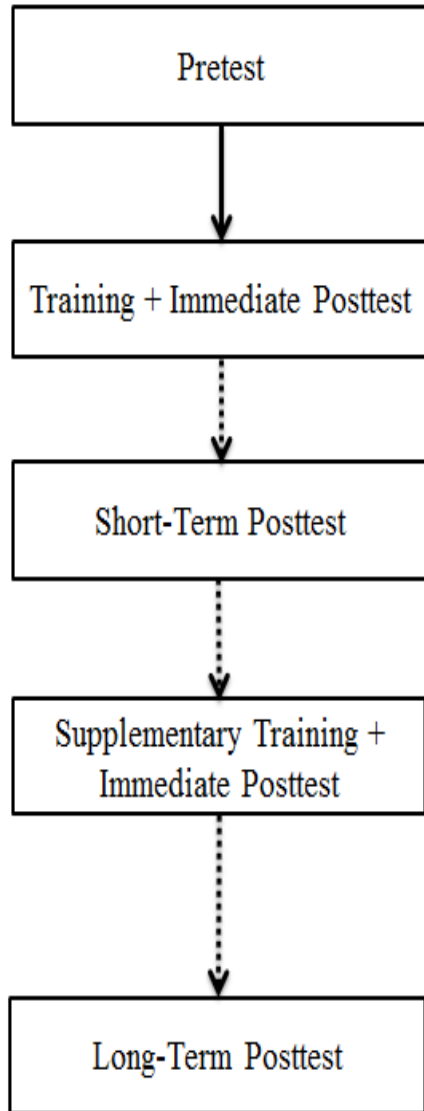 Pretest
Training + Immediate Posttest
Short-Term Posttest
Supplementary Training +
Immediate Posttest
Long-Term Posttest